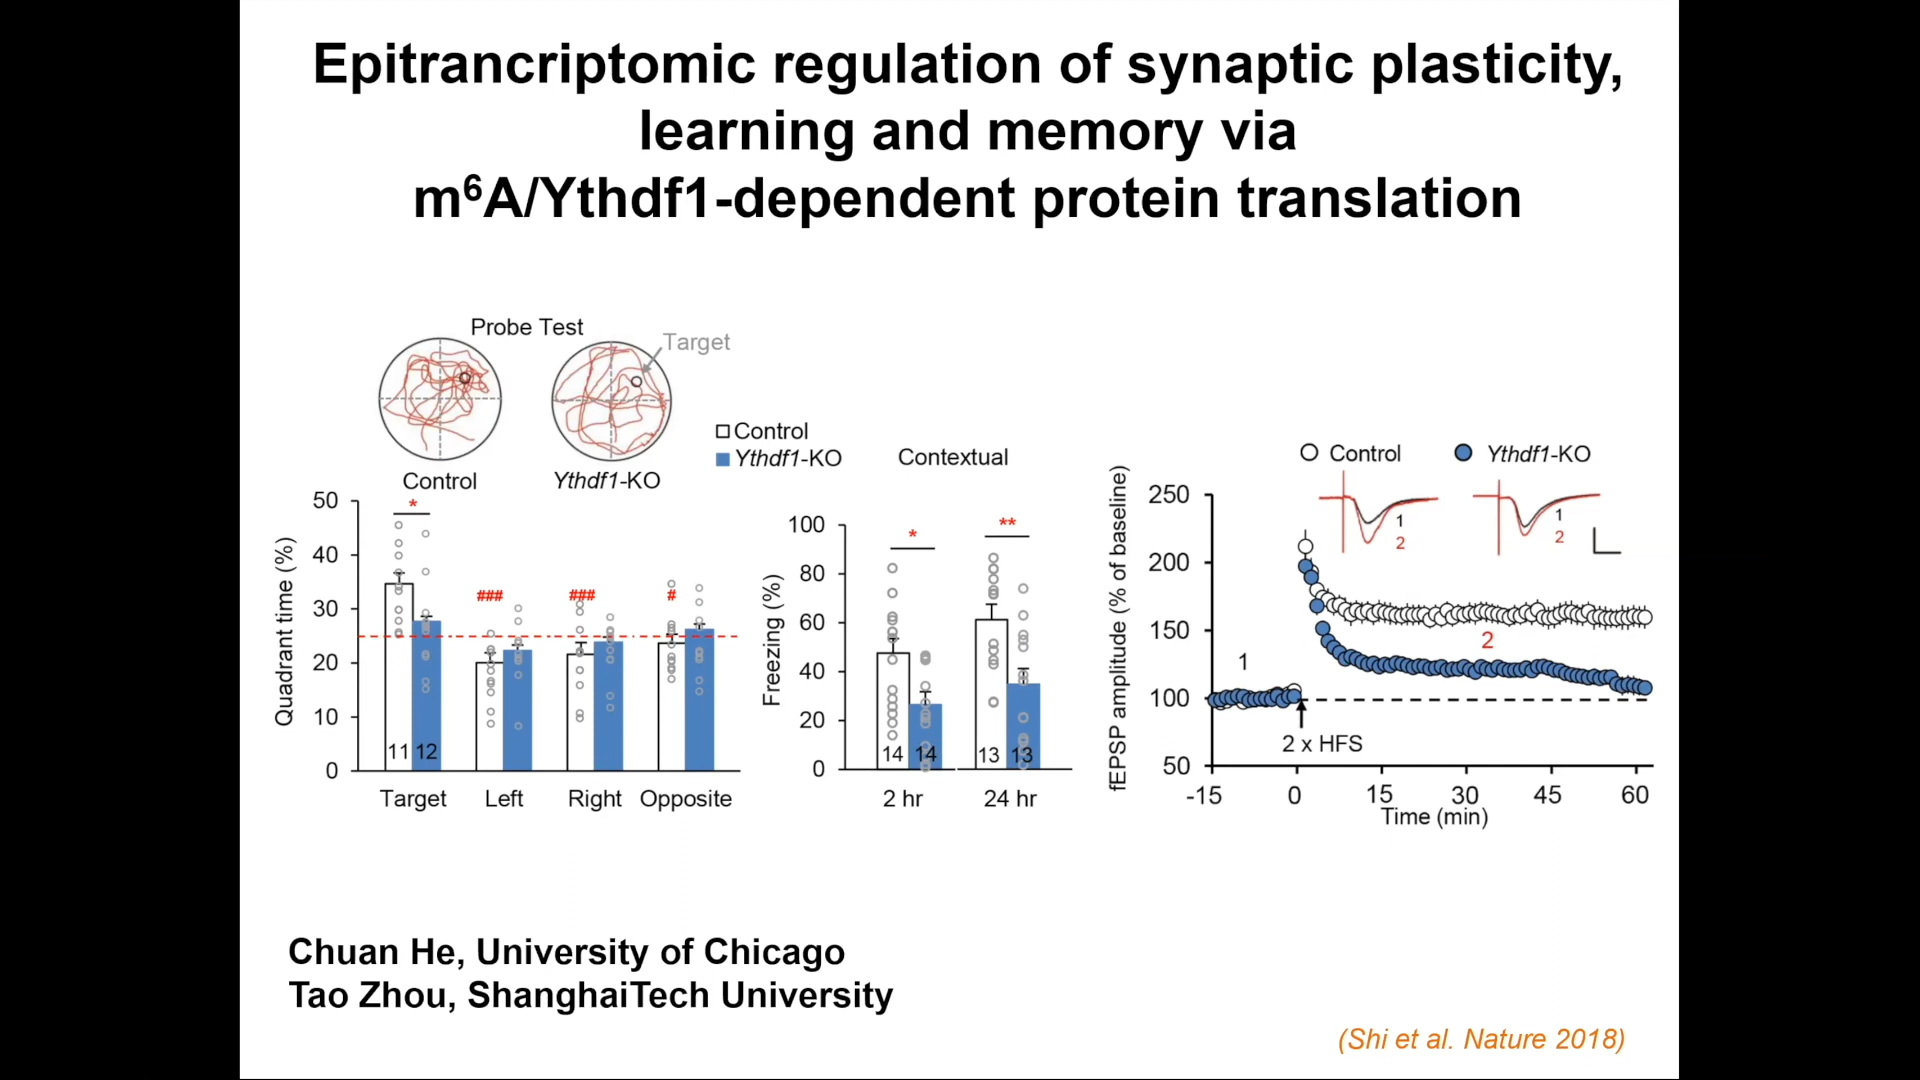 Epitrancriptomic regulation of synaptic plasticity,
learning and memory via
m⁶A/Ythdf1-dependent protein translation
Probe Test
Target
Control
Ythdf1-KO
Control
Ythdf1-KO
Quadrant time (%)
50
40
30
20
10
0
*
###
###
#
11 12
Target Left Right Opposite
Contextual
Freezing (%)
100
80
60
40
20
0
*
**
14 14 13 13
2 hr 24 hr
Control Ythdf1-KO
fEPSP amplitude (% of baseline)
250
200
150
100
50
1
2
1
2
1
2
2 x HFS
-15 0 15 30 45 60
Time (min)
Chuan He, University of Chicago
Tao Zhou, ShanghaiTech University
(Shi et al. Nature 2018)